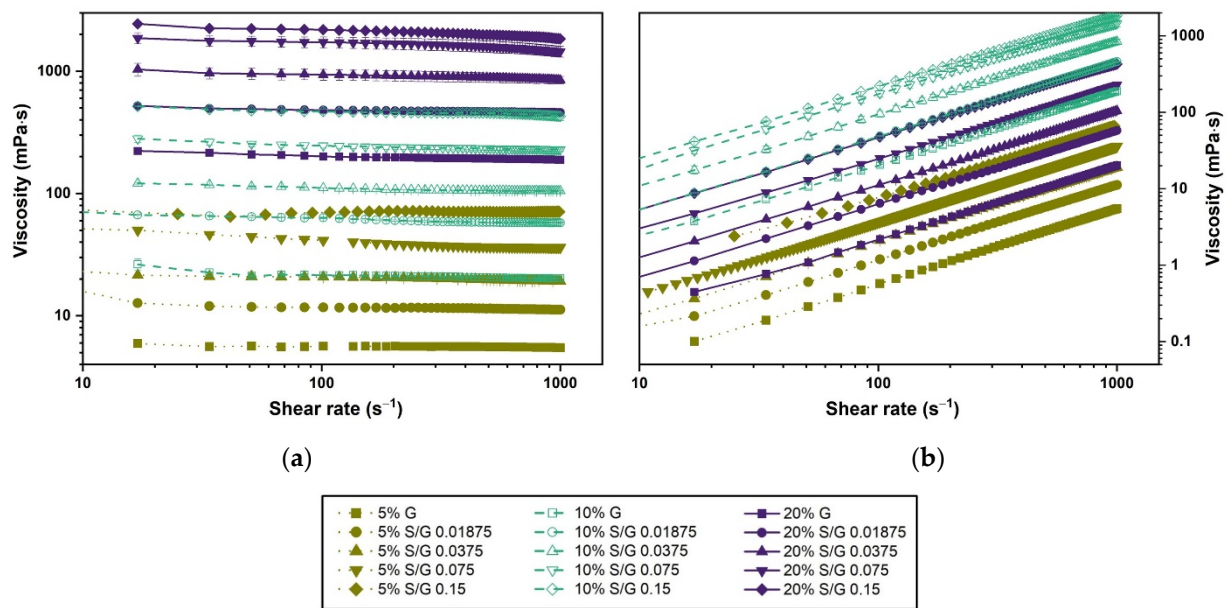 Viscosity (mPa·s)
1000
100
10
10
100
1000
Shear rate (s⁻¹)
(a)
Viscosity (mPa·s)
1000
100
10
1
0.1
10
100
1000
Shear rate (s⁻¹)
(b)
5% G
5% S/G 0.01875
5% S/G 0.0375
5% S/G 0.075
5% S/G 0.15
10% G
10% S/G 0.01875
10% S/G 0.0375
10% S/G 0.075
10% S/G 0.15
20% G
20% S/G 0.01875
20% S/G 0.0375
20% S/G 0.075
20% S/G 0.15